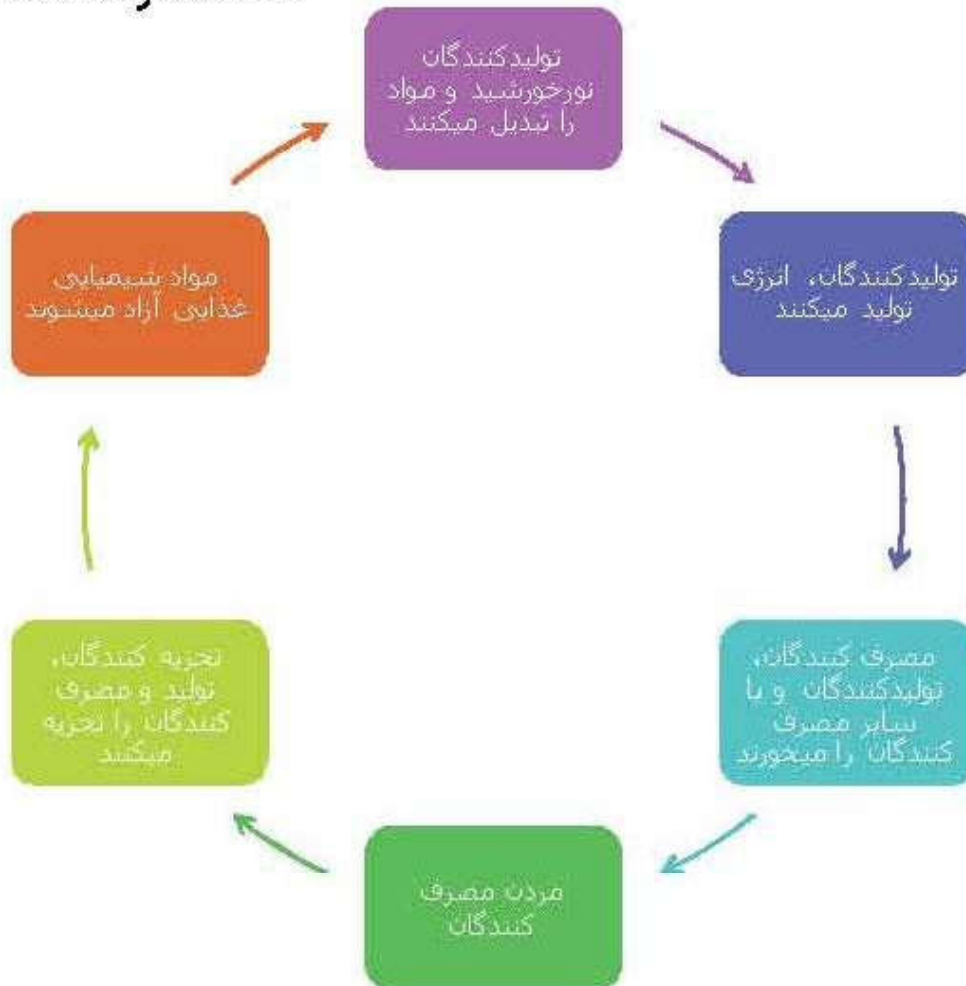 تولیدکنندگان
نورخورشید و مواد
را تبدیل میکنند
تولیدکنندگان، انرژی
تولید میکنند
مصرف کنندگان،
تولیدکنندگان و یا
سایر مصرف
کنندگان را میخورند
مردن مصرف
کنندگان
تجزیه کنندگان،
تولید و مصرف
کنندگان را تجزیه
میکنند
مواد شیمیایی
غذایی آزاد میشوند